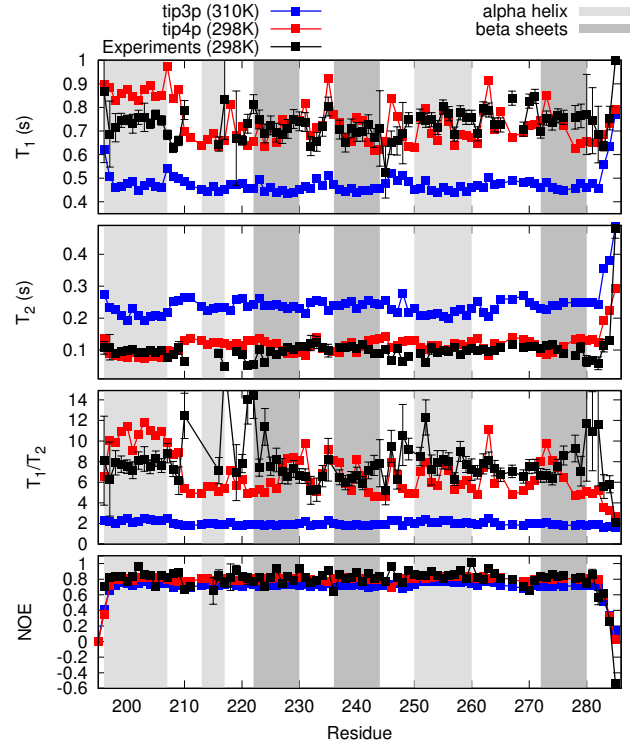 tip3p (310K)
tip4p (298K)
Experiments (298K)
alpha helix
beta sheets
T1 (s)
1
0.9
0.8
0.7
0.6
0.5
0.4
T2 (s)
0.4
0.3
0.2
0.1
T1/T2
14
12
10
8
6
4
2
0
NOE
1
0.8
0.6
0.4
0.2
0
-0.2
-0.4
-0.6
200 210 220 230 240 250 260 270 280
Residue